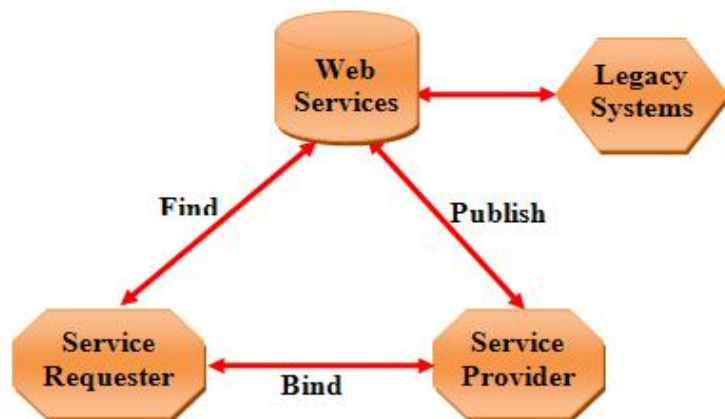 Web
Services
Legacy
Systems
Find
Publish
Service
Requester
Bind
Service
Provider